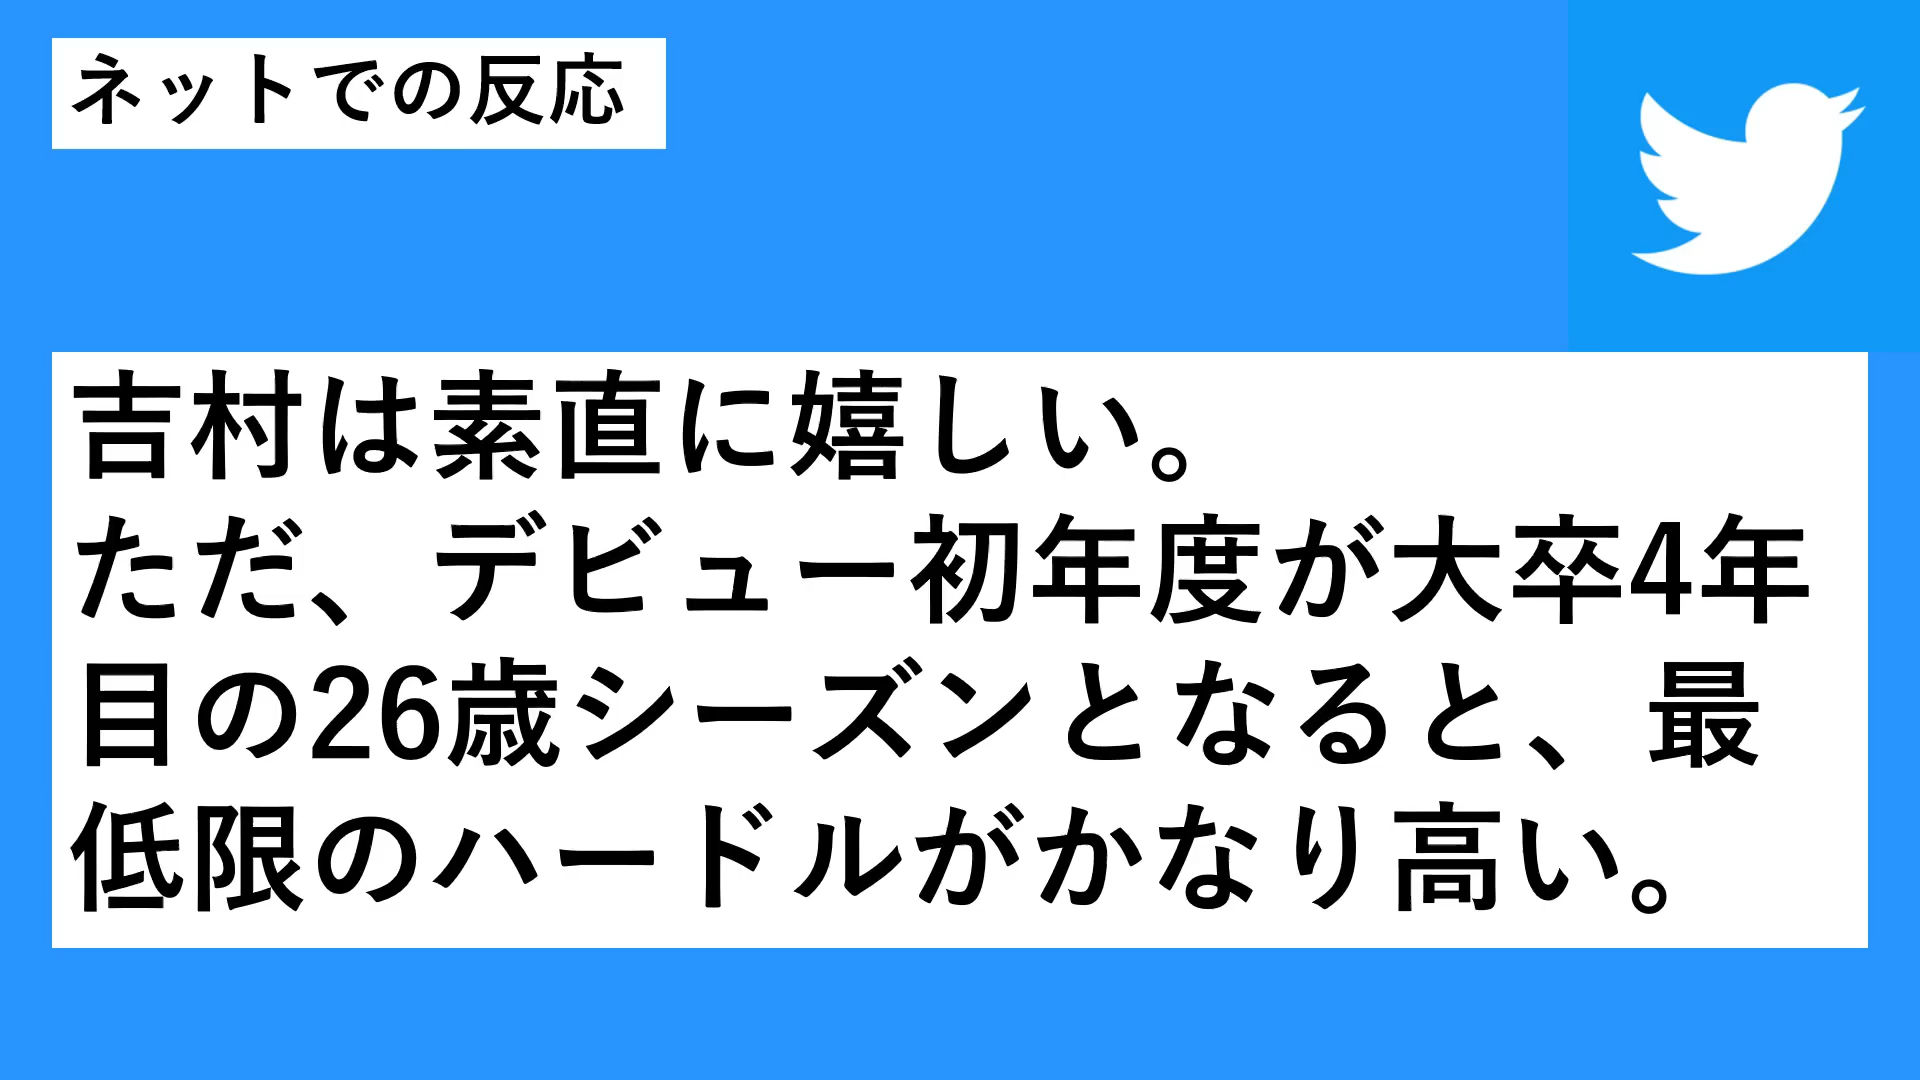 ネットでの反応
吉村は素直に嬉しい。
ただ、デビュー初年度が大卒4年
目の26歳シーズンとなると、最
低限のハードルがかなり高い。